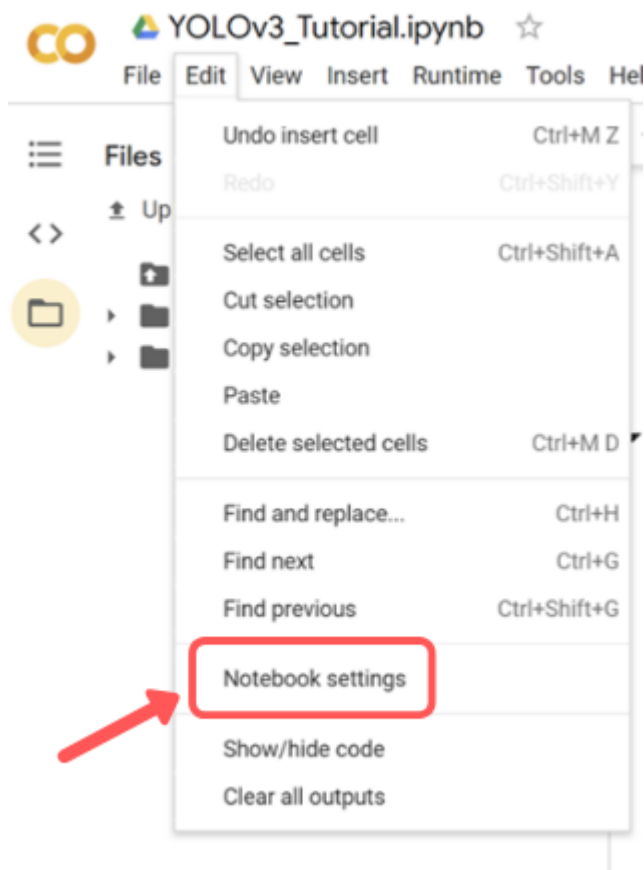 YOLOv3_Tutorial.ipynb
File Edit View Insert Runtime Tools Hel
Files
Up
Undo insert cell Ctrl+M Z
Redo Ctrl+Shift+Y
Select all cells Ctrl+Shift+A
Cut selection
Copy selection
Paste
Delete selected cells Ctrl+M D
Find and replace... Ctrl+H
Find next Ctrl+G
Find previous Ctrl+Shift+G
Notebook settings
Show/hide code
Clear all outputs